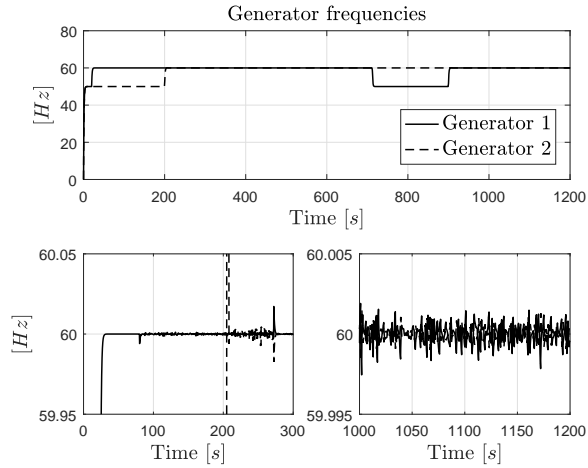 Generator frequencies
80
60
40
20
0
[Hz]
Generator 1
Generator 2
0 200 400 600 800 1000 1200
Time [s]
60.05
60
59.95
[Hz]
0 100 200 300
Time [s]
60.005
60
59.995
1000 1050 1100 1150 1200
Time [s]